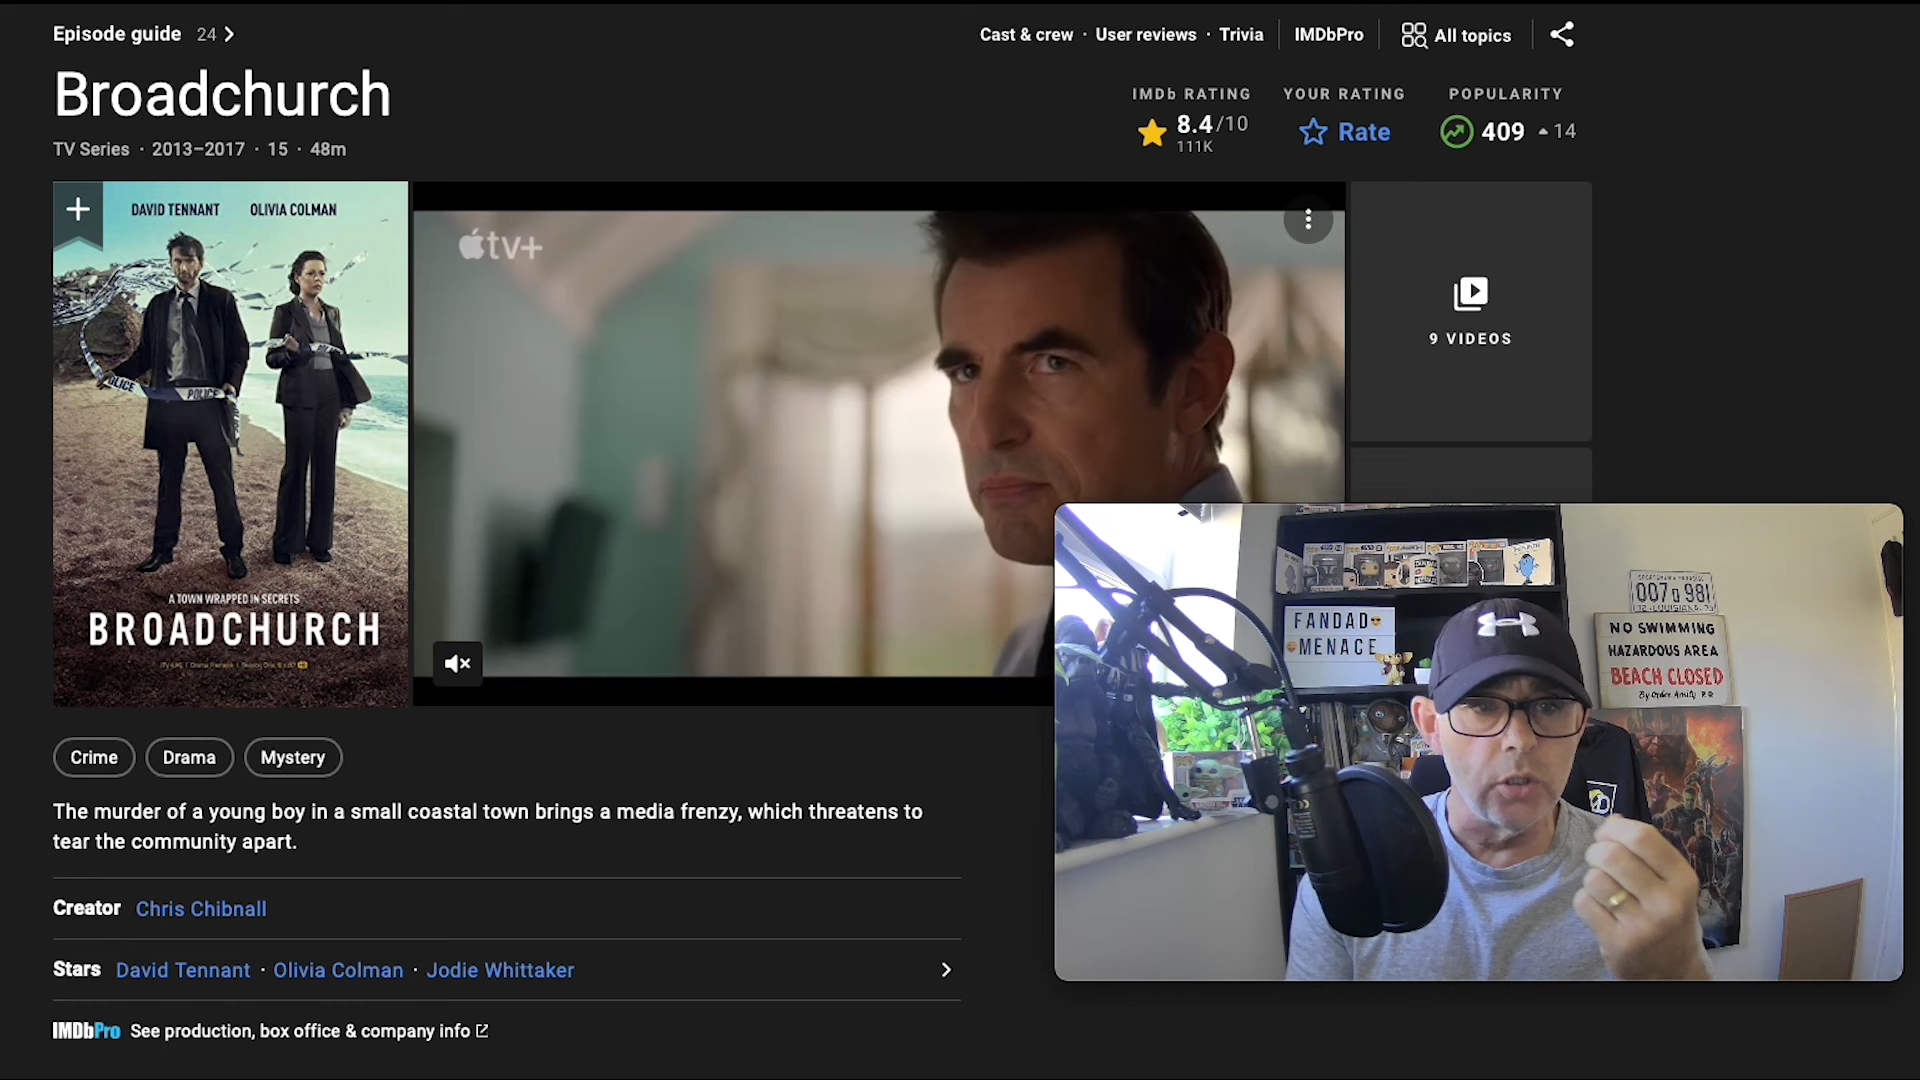 Episode guide 24
Cast & crew · User reviews · Trivia
IMDbPro
All topics
Broadchurch
TV Series · 2013–2017 · 15 · 48m
IMDb RATING
8.4/10
111K
YOUR RATING
Rate
POPULARITY
409
14
DAVID TENNANT
OLIVIA COLMAN
POLICE
POLICE
A TOWN WRAPPED IN SECRETS
BROADCHURCH
tv+
9 VIDEOS
FANDAD
MENACE
007 981
NO SWIMMING
HAZARDOUS AREA
BEACH CLOSED
By Order Amity P.D.
Crime
Drama
Mystery
The murder of a young boy in a small coastal town brings a media frenzy, which threatens to
tear the community apart.
Creator Chris Chibnall
Stars David Tennant · Olivia Colman · Jodie Whittaker
IMDbPro See production, box office & company info